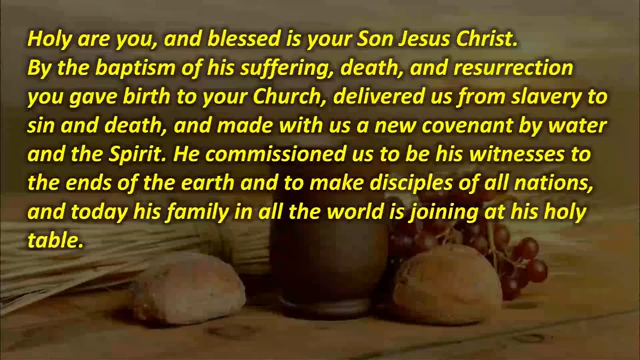 Holy are you, and blessed is your Son Jesus Christ.
By the baptism of his suffering, death, and resurrection
you gave birth to your Church, delivered us from slavery to
sin and death, and made with us a new covenant by water
and the Spirit. He commissioned us to be his witnesses to
the ends of the earth and to make disciples of all nations,
and today his family in all the world is joining at his holy
table.